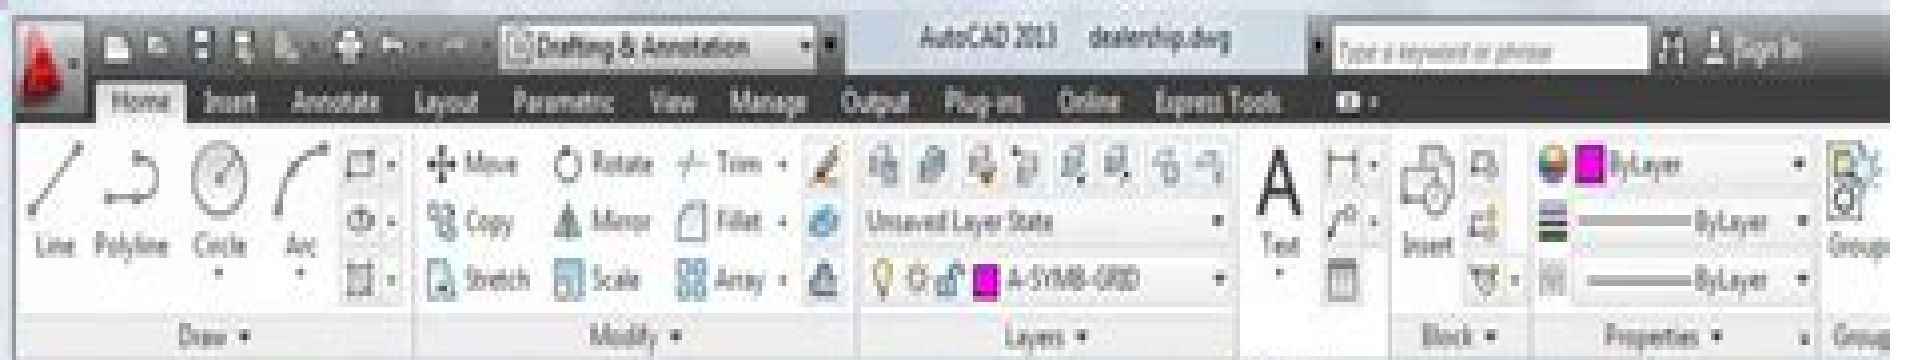 Drafting & Annotation AutoCAD 2013 dealership.dwg Type a keyword or phrase Sign In
Home Insert Annotate Layout Parametric View Manage Output Plug-ins Online Express Tools
Line Polyline Circle Arc
Move Rotate Trim
Copy Mirror Fillet
Stretch Scale Array
Unsaved Layer State
A-SYMB-GRID
A
Text
Insert
ByLayer
ByLayer
ByLayer
Group
Draw Modify Layers Block Properties Group